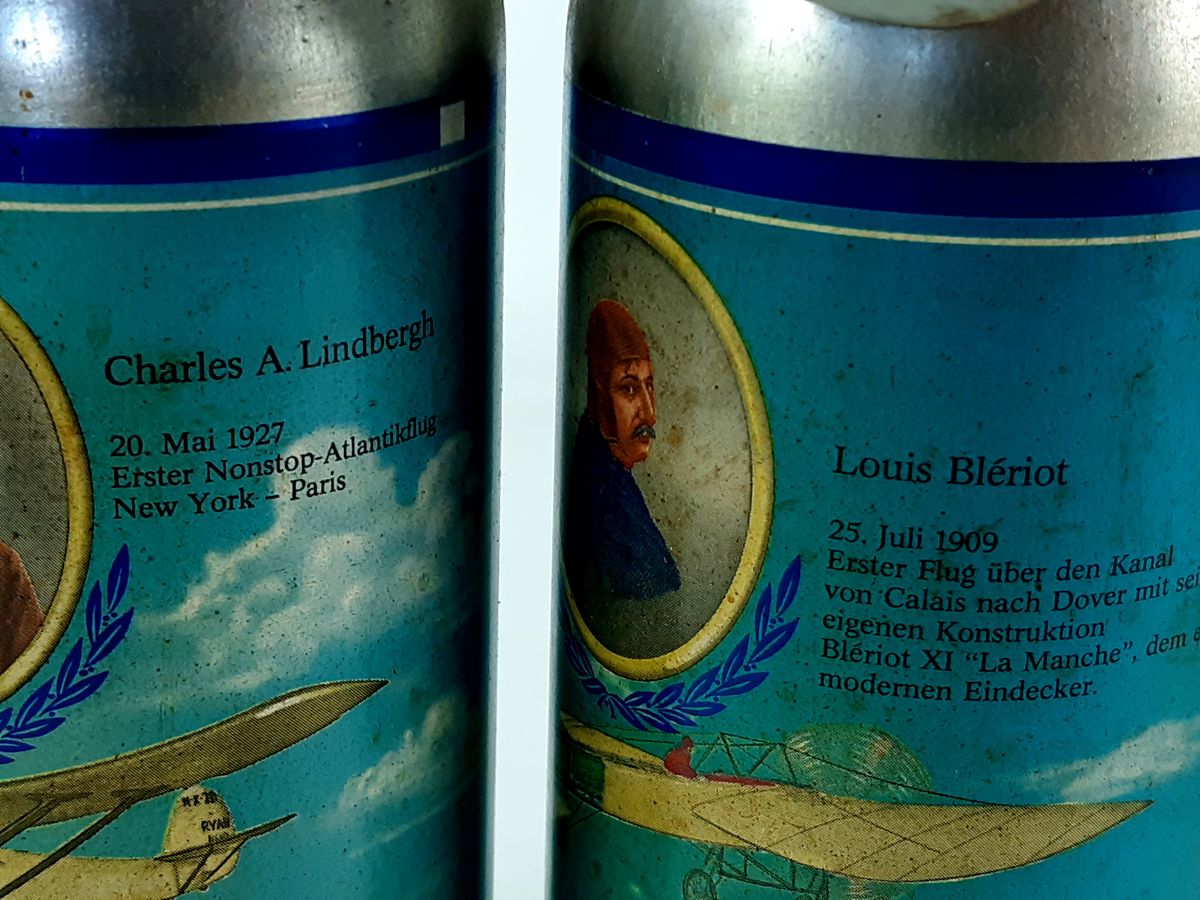 Charles A. Lindbergh
20. Mai 1927
Erster Nonstop-Atlantikflug
New York – Paris
RYAN
Louis Blériot
25. Juli 1909
Erster Flug über den Kanal
von Calais nach Dover mit
eigenen Konstruktion
Blériot XI “La Manche”, dem
modernen Eindecker.